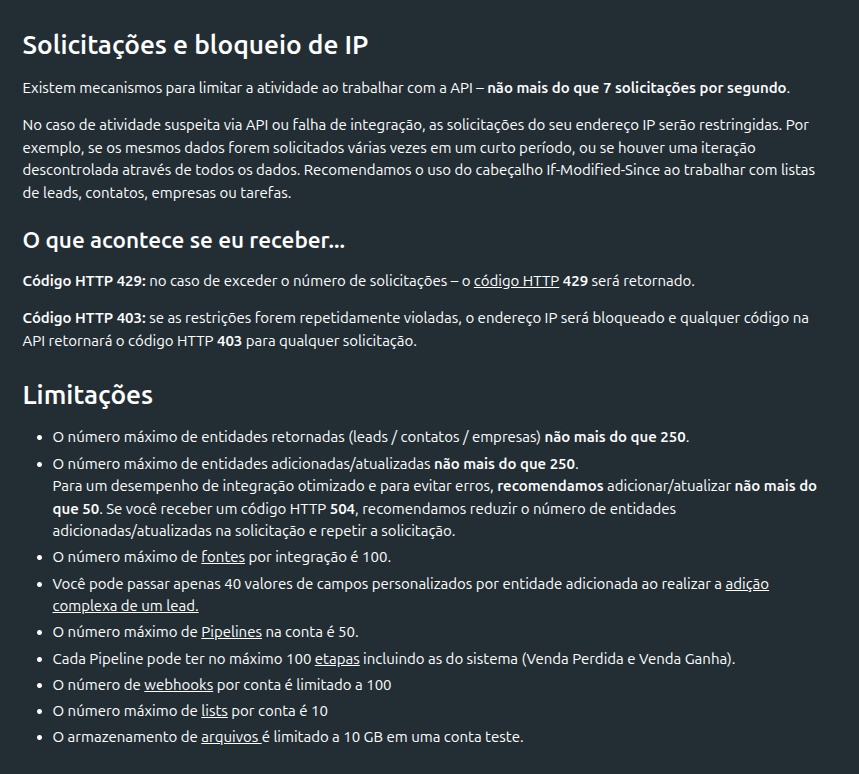 Solicitações e bloqueio de IP
Existem mecanismos para limitar a atividade ao trabalhar com a API – não mais do que 7 solicitações por segundo.
No caso de atividade suspeita via API ou falha de integração, as solicitações do seu endereço IP serão restringidas. Por
exemplo, se os mesmos dados forem solicitados várias vezes em um curto período, ou se houver uma iteração
descontrolada através de todos os dados. Recomendamos o uso do cabeçalho If-Modified-Since ao trabalhar com listas
de leads, contatos, empresas ou tarefas.
O que acontece se eu receber...
Código HTTP 429: no caso de exceder o número de solicitações – o código HTTP 429 será retornado.
Código HTTP 403: se as restrições forem repetidamente violadas, o endereço IP será bloqueado e qualquer código na
API retornará o código HTTP 403 para qualquer solicitação.
Limitações
• O número máximo de entidades retornadas (leads / contatos / empresas) não mais do que 250.
• O número máximo de entidades adicionadas/atualizadas não mais do que 250.
Para um desempenho de integração otimizado e para evitar erros, recomendamos adicionar/atualizar não mais do
que 50. Se você receber um código HTTP 504, recomendamos reduzir o número de entidades
adicionadas/atualizadas na solicitação e repetir a solicitação.
• O número máximo de fontes por integração é 100.
• Você pode passar apenas 40 valores de campos personalizados por entidade adicionada ao realizar a adição
complexa de um lead.
• O número máximo de Pipelines na conta é 50.
• Cada Pipeline pode ter no máximo 100 etapas incluindo as do sistema (Venda Perdida e Venda Ganha).
• O número de webhooks por conta é limitado a 100
• O número máximo de lists por conta é 10
• O armazenamento de arquivos é limitado a 10 GB em uma conta teste.